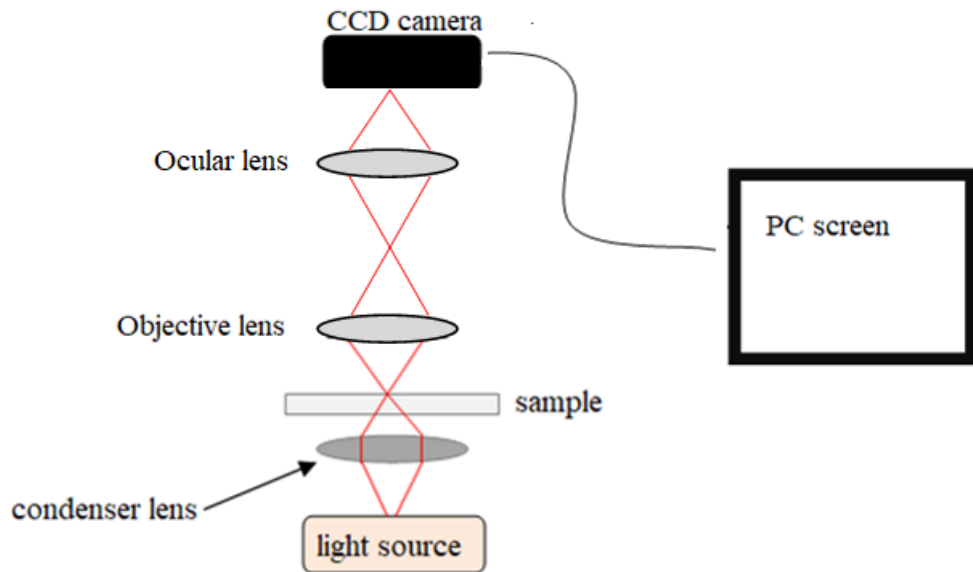 CCD camera
Ocular lens
PC screen
Objective lens
sample
condenser lens
light source